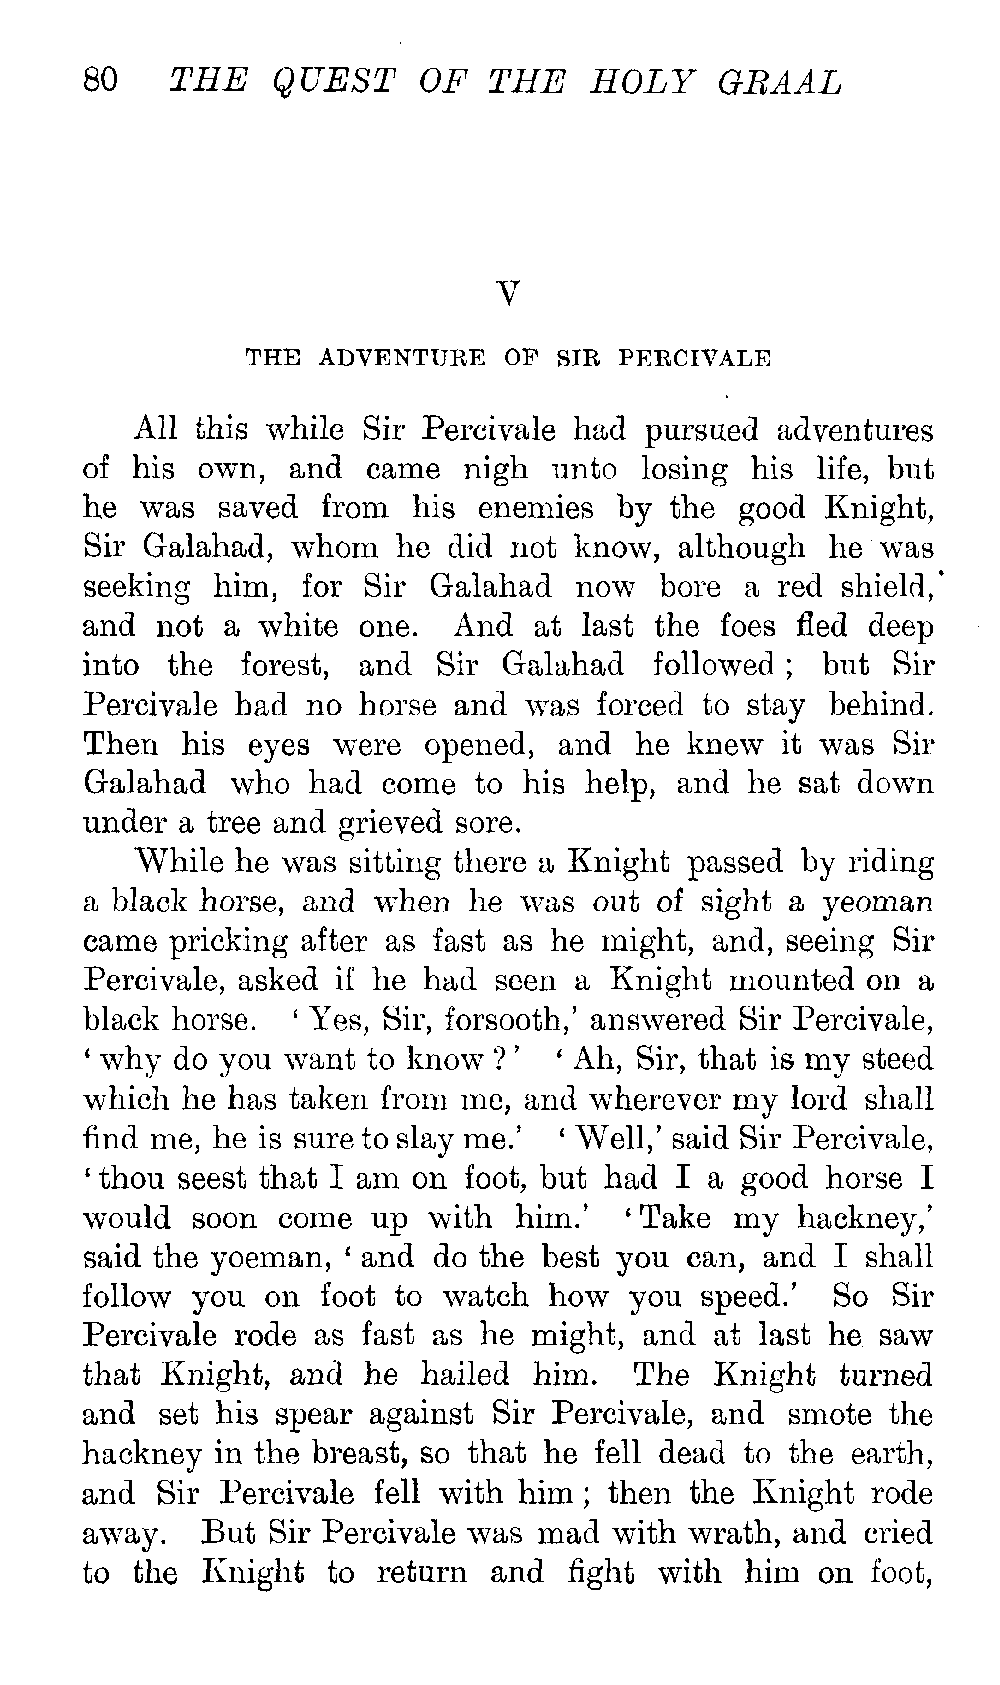 80 THE QUEST OF THE HOLY GRAAL
V
THE ADVENTURE OF SIR PERCIVALE
All this while Sir Percivale had pursued adventures
of his own, and came nigh unto losing his life, but
he was saved from his enemies by the good Knight,
Sir Galahad, whom he did not know, although he was
seeking him, for Sir Galahad now bore a red shield,
and not a white one. And at last the foes fled deep
into the forest, and Sir Galahad followed ; but Sir
Percivale had no horse and was forced to stay behind.
Then his eyes were opened, and he knew it was Sir
Galahad who had come to his help, and he sat down
under a tree and grieved sore.
While he was sitting there a Knight passed by riding
a black horse, and when he was out of sight a yeoman
came pricking after as fast as he might, and, seeing Sir
Percivale, asked if he had seen a Knight mounted on a
black horse. ‘ Yes, Sir, forsooth,’ answered Sir Percivale,
‘ why do you want to know ? ’ ‘ Ah, Sir, that is my steed
which he has taken from me, and wherever my lord shall
find me, he is sure to slay me.’ ‘ Well,’ said Sir Percivale,
‘ thou seest that I am on foot, but had I a good horse I
would soon come up with him.’ ‘ Take my hackney,’
said the yoeman, ‘ and do the best you can, and I shall
follow you on foot to watch how you speed.’ So Sir
Percivale rode as fast as he might, and at last he saw
that Knight, and he hailed him. The Knight turned
and set his spear against Sir Percivale, and smote the
hackney in the breast, so that he fell dead to the earth,
and Sir Percivale fell with him ; then the Knight rode
away. But Sir Percivale was mad with wrath, and cried
to the Knight to return and fight with him on foot,